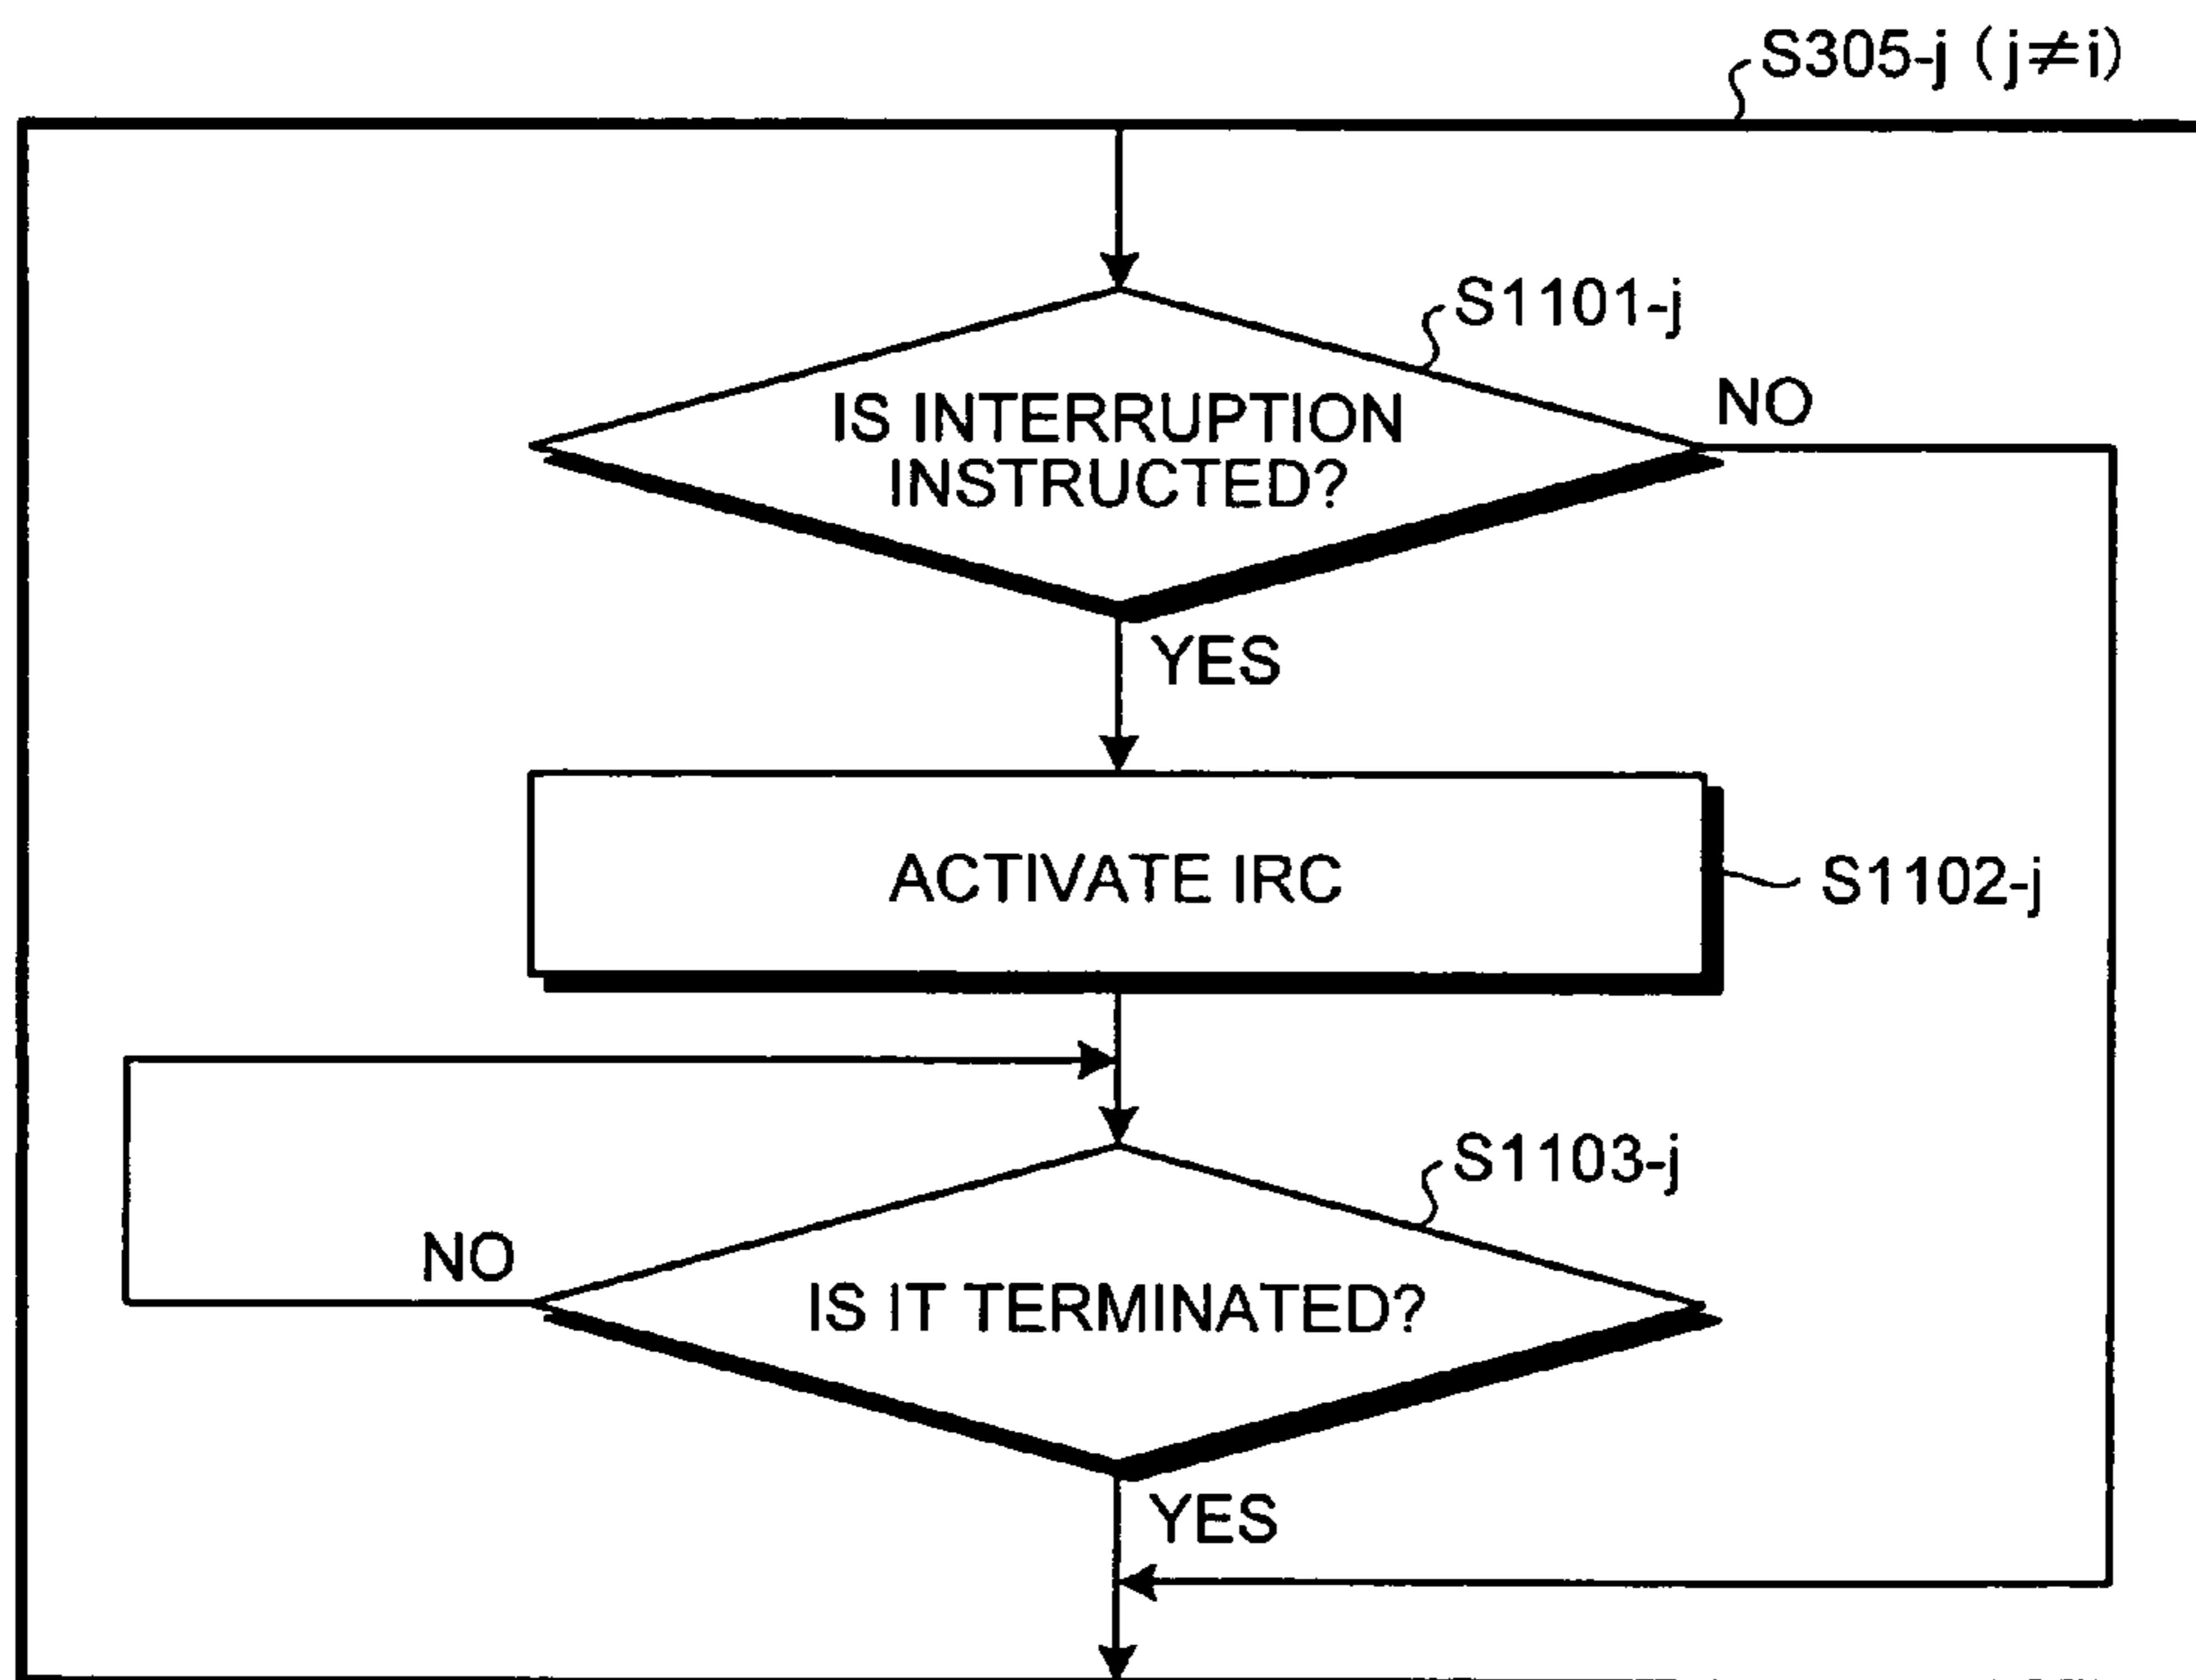 S305-j (j≠i)
S1101-j
IS INTERRUPTION
INSTRUCTED?
NO
YES
ACTIVATE IRC
S1102-j
S1103-j
NO
IS IT TERMINATED?
YES